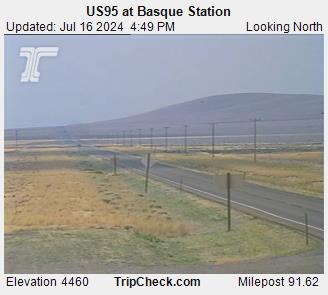 US95 at Basque Station
Updated: Jul 16 2024 4:49 PM Looking North
Elevation 4460 TripCheck.com Milepost 91.62